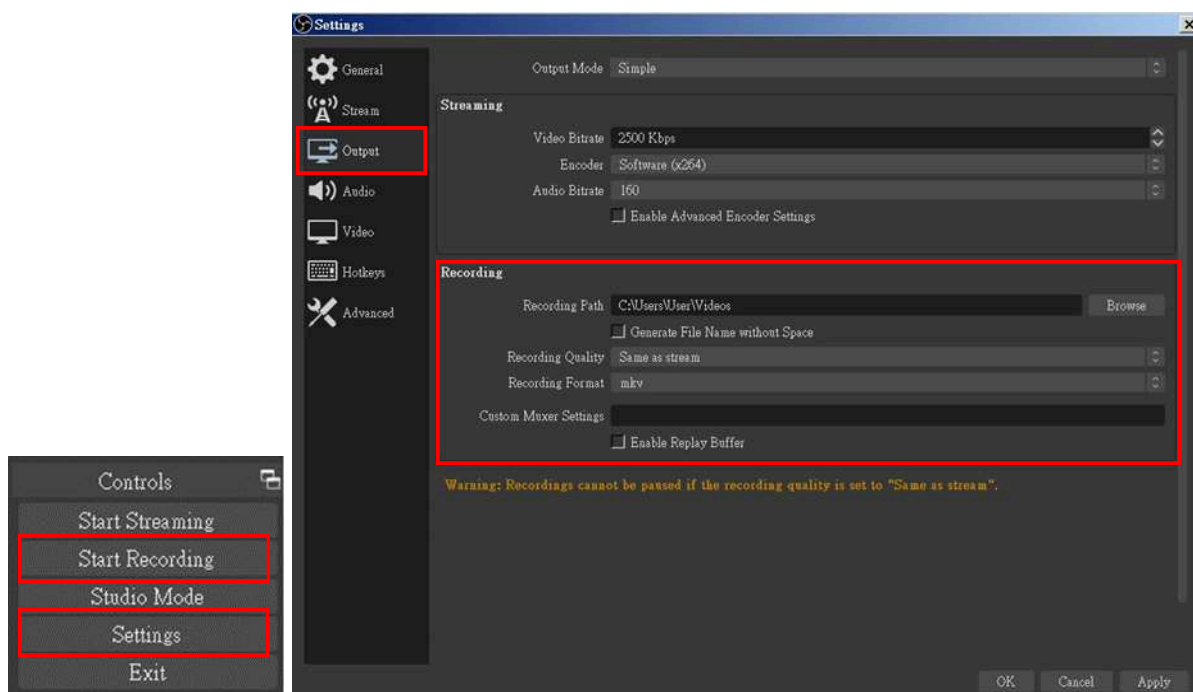 Settings
General
Stream
Output
Audio
Video
Hotkeys
Advanced
Output Mode Simple
Streaming
Video Bitrate 2500 Kbps
Encoder Software (x264)
Audio Bitrate 160
Enable Advanced Encoder Settings
Recording
Recording Path C:\Users\User\Videos Browse
Generate File Name without Space
Recording Quality Same as stream
Recording Format mkv
Custom Muxer Settings
Enable Replay Buffer
Warning: Recordings cannot be paused if the recording quality is set to "Same as stream".
OK Cancel Apply
Controls
Start Streaming
Start Recording
Studio Mode
Settings
Exit